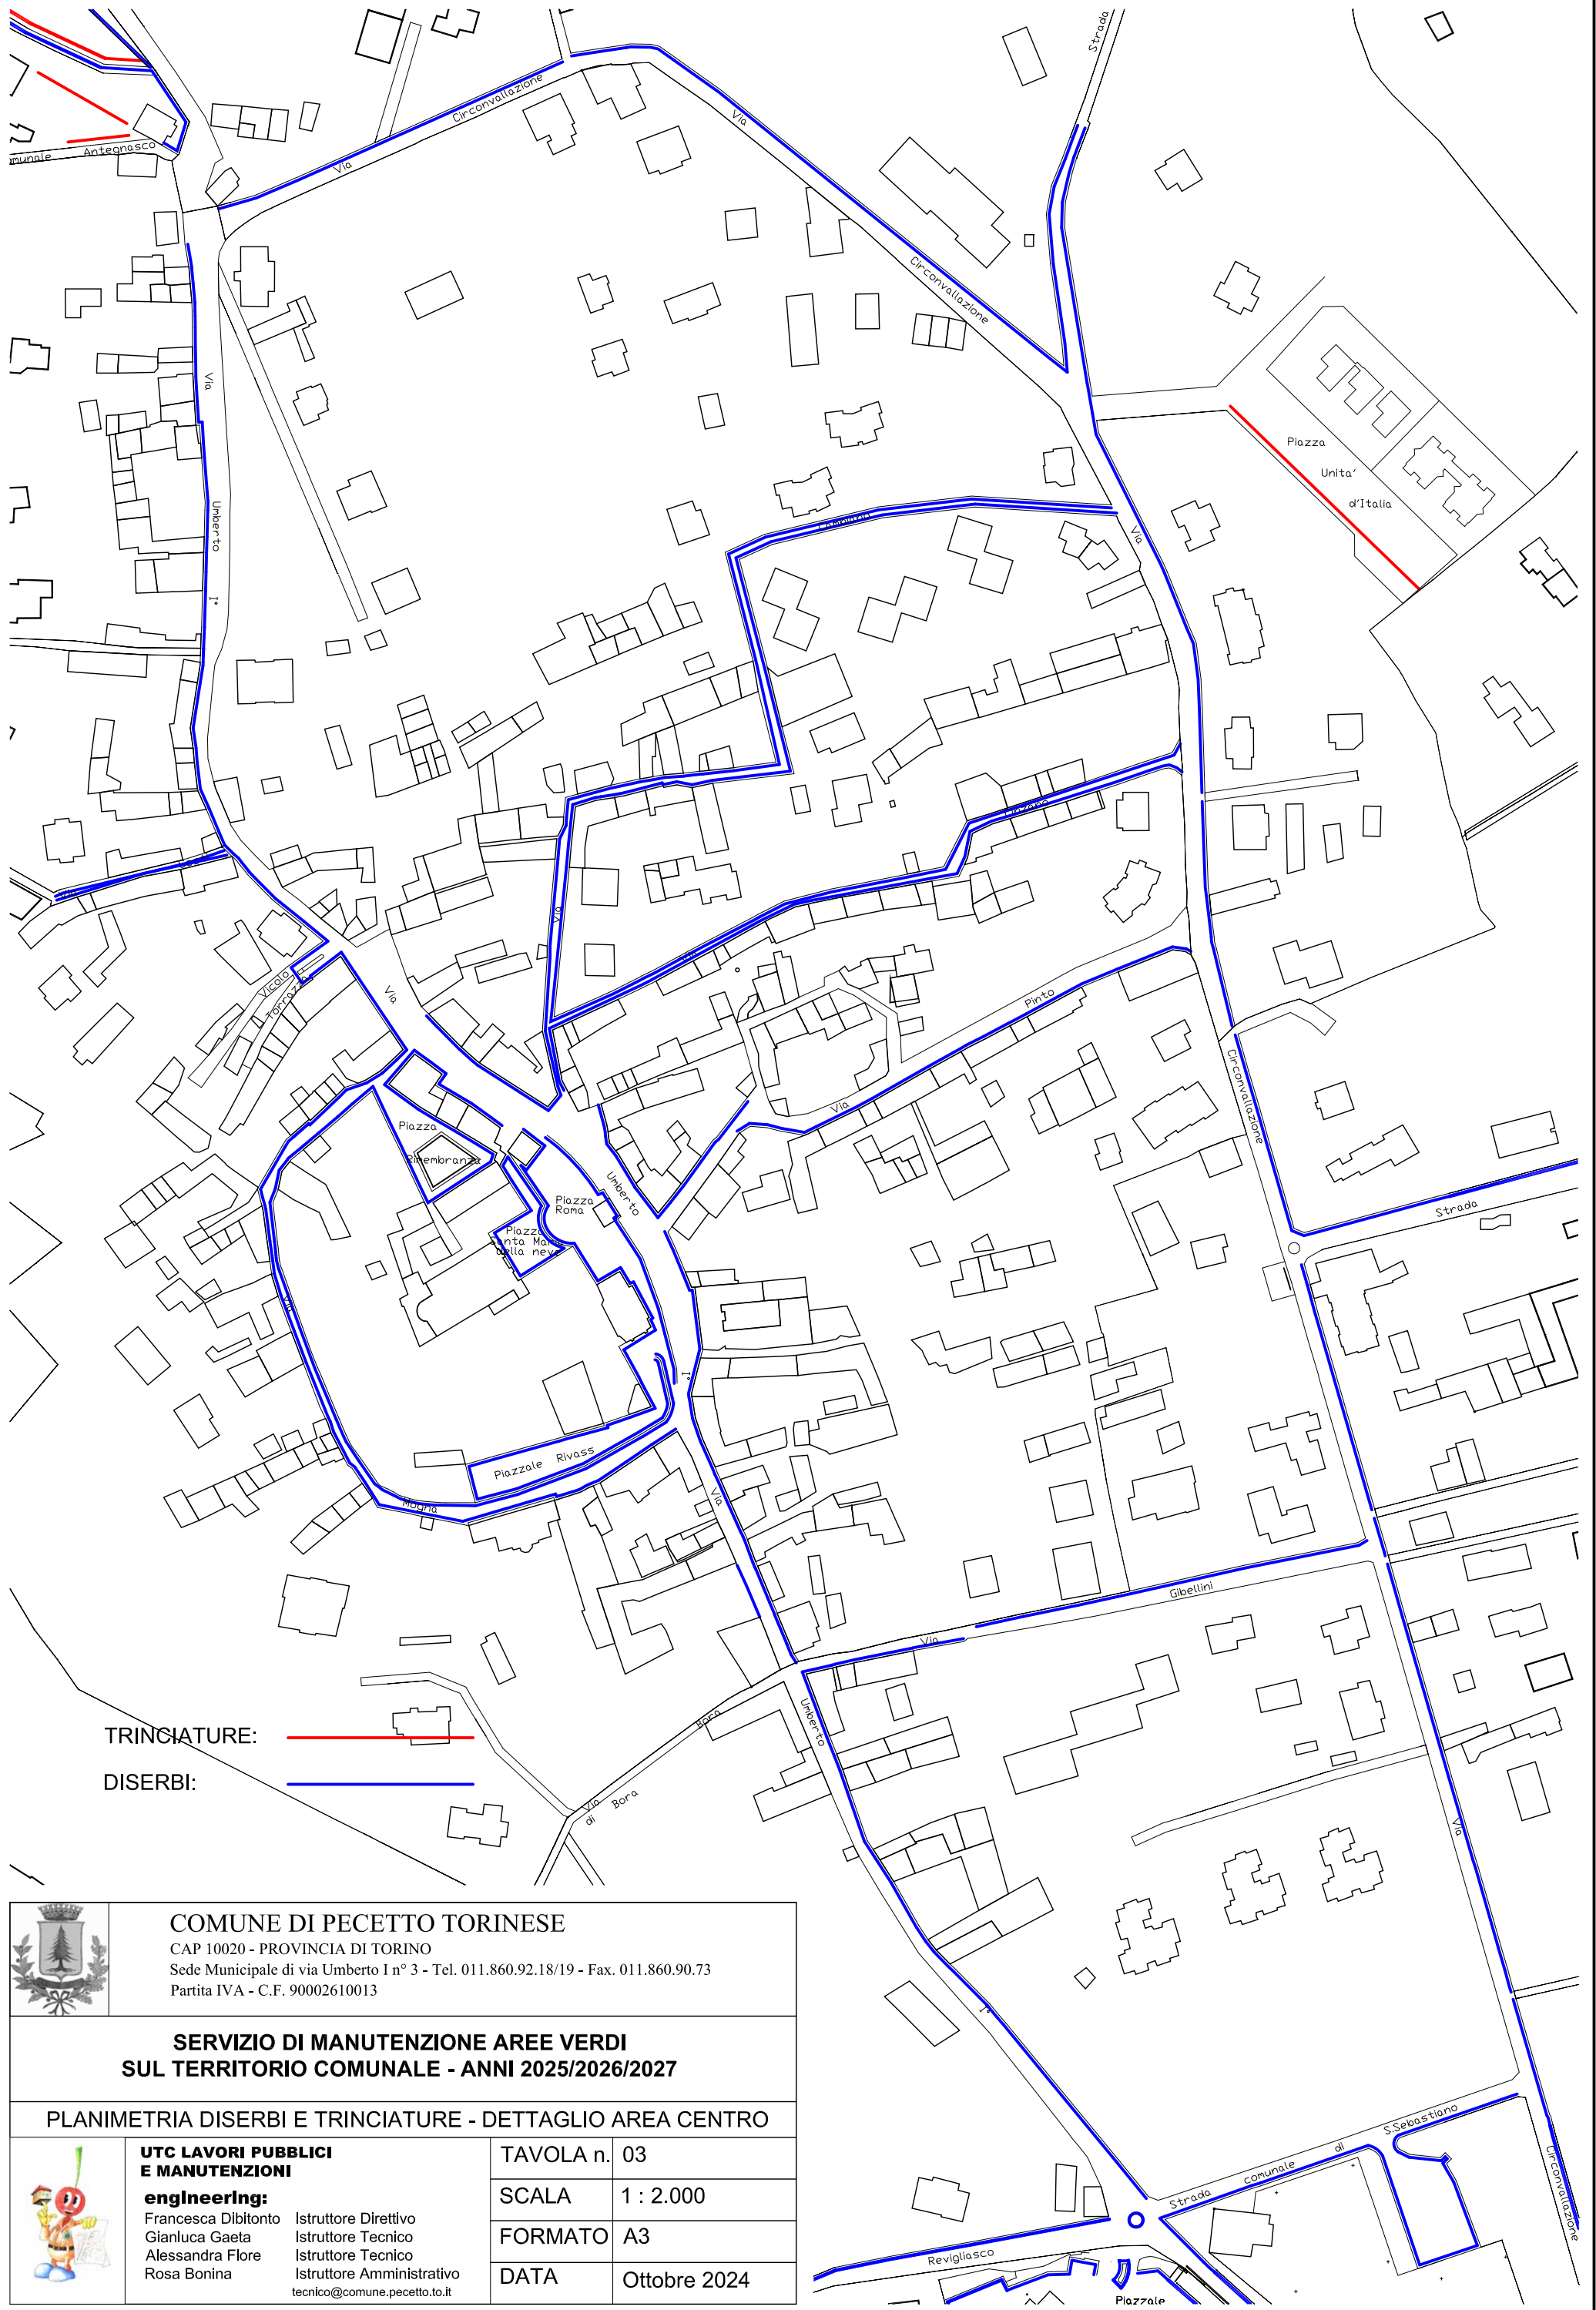 Strada
Circonvallazione
Via
Via
omunale Antegnasco
Circonvallazione
Via
Piazza
Unita'
d'Italia
Umberto
I°
Via
Via
Via
Via
Vicolo
Via
Pinto
Via
Circonvallazione
Piazza
Rimembranza
Umberto
Piazza
Roma
Piazza
della neve
Strada
Via
I°
Piazzale Rivass
Mogna
Via
Gibellini
Via
Umberto
Bora
Via
di Bora
TRINCIATURE:
DISERBI:
Via
I°
COMUNE DI PECETTO TORINESE
CAP 10020 - PROVINCIA DI TORINO
Sede Municipale di via Umberto I n° 3 - Tel. 011.860.92.18/19 - Fax. 011.860.90.73
Partita IVA - C.F. 90002610013
SERVIZIO DI MANUTENZIONE AREE VERDI
SUL TERRITORIO COMUNALE - ANNI 2025/2026/2027
PLANIMETRIA DISERBI E TRINCIATURE - DETTAGLIO AREA CENTRO
UTC LAVORI PUBBLICI
E MANUTENZIONI
engineering:
Francesca Dibitonto Istruttore Direttivo
Gianluca Gaeta Istruttore Tecnico
Alessandra Flore Istruttore Tecnico
Rosa Bonina Istruttore Amministrativo
tecnico@comune.pecetto.to.it
TAVOLA n. 03
SCALA 1 : 2.000
FORMATO A3
DATA Ottobre 2024
Strada comunale di S.Sebastiano
Circonvallazione
Revigliasco
Piazzale